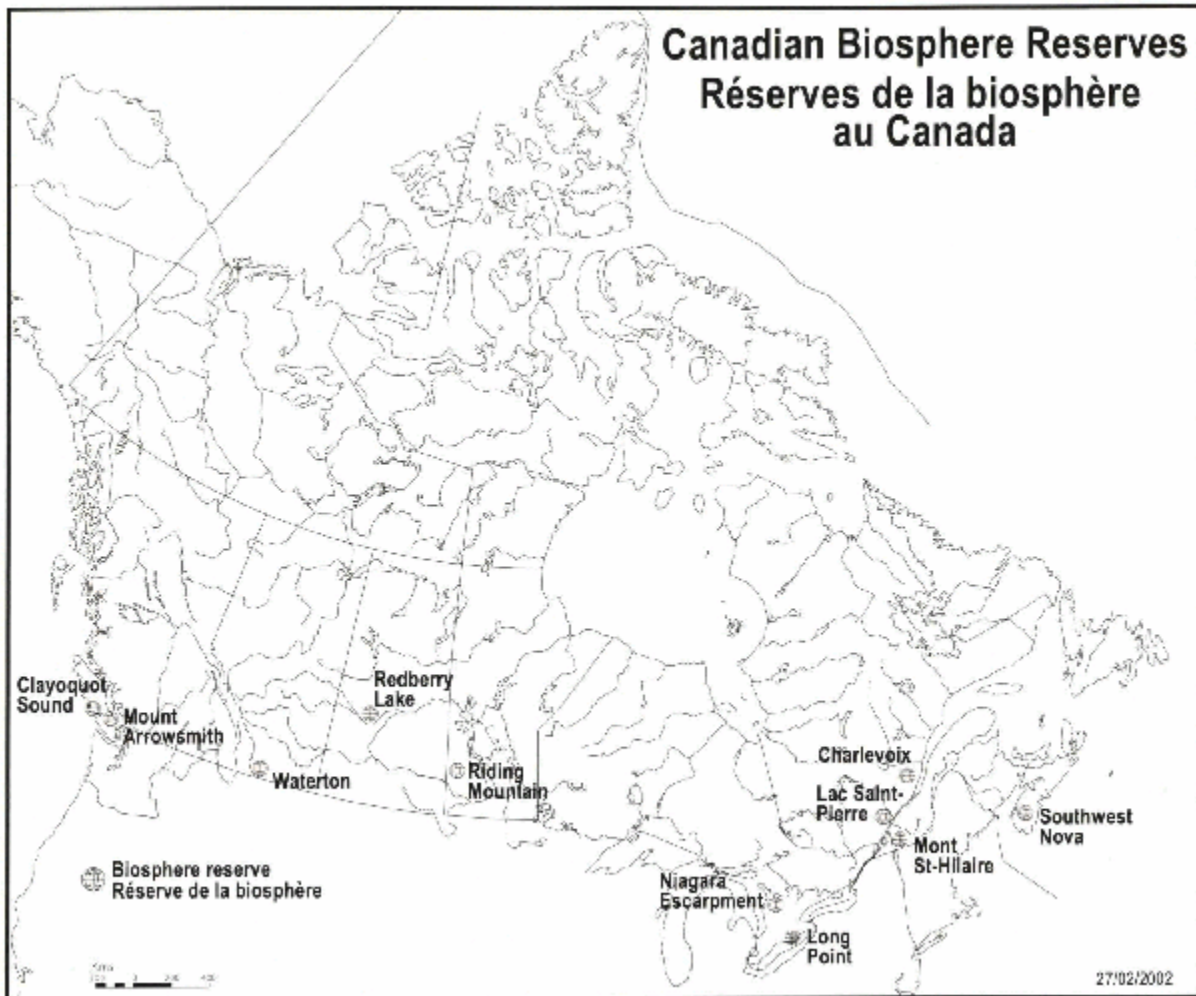 Canadian Biosphere Reserves
Réserves de la biosphère
au Canada
Clayoquot
Sound
Mount
Arrowsmith
Waterton
Redberry
Lake
Riding
Mountain
Charlevoix
Lac Saint-
Pierre
Mont
St-Hilaire
Southwest
Nova
Niagara
Escarpment
Long
Point
Biosphere reserve
Réserve de la biosphère
27/02/2002